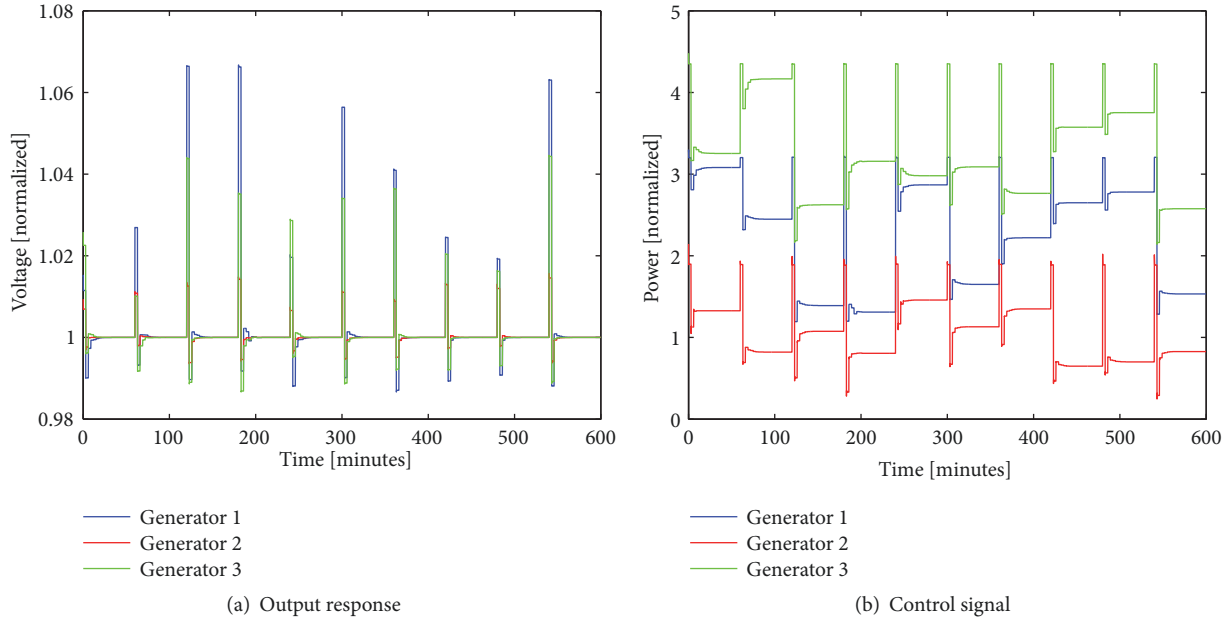 1.08
1.06
1.04
1.02
1
0.98
Voltage [normalized]
0 100 200 300 400 500 600
Time [minutes]
Generator 1
Generator 2
Generator 3
(a) Output response
5
4
3
2
1
0
Power [normalized]
0 100 200 300 400 500 600
Time [minutes]
Generator 1
Generator 2
Generator 3
(b) Control signal